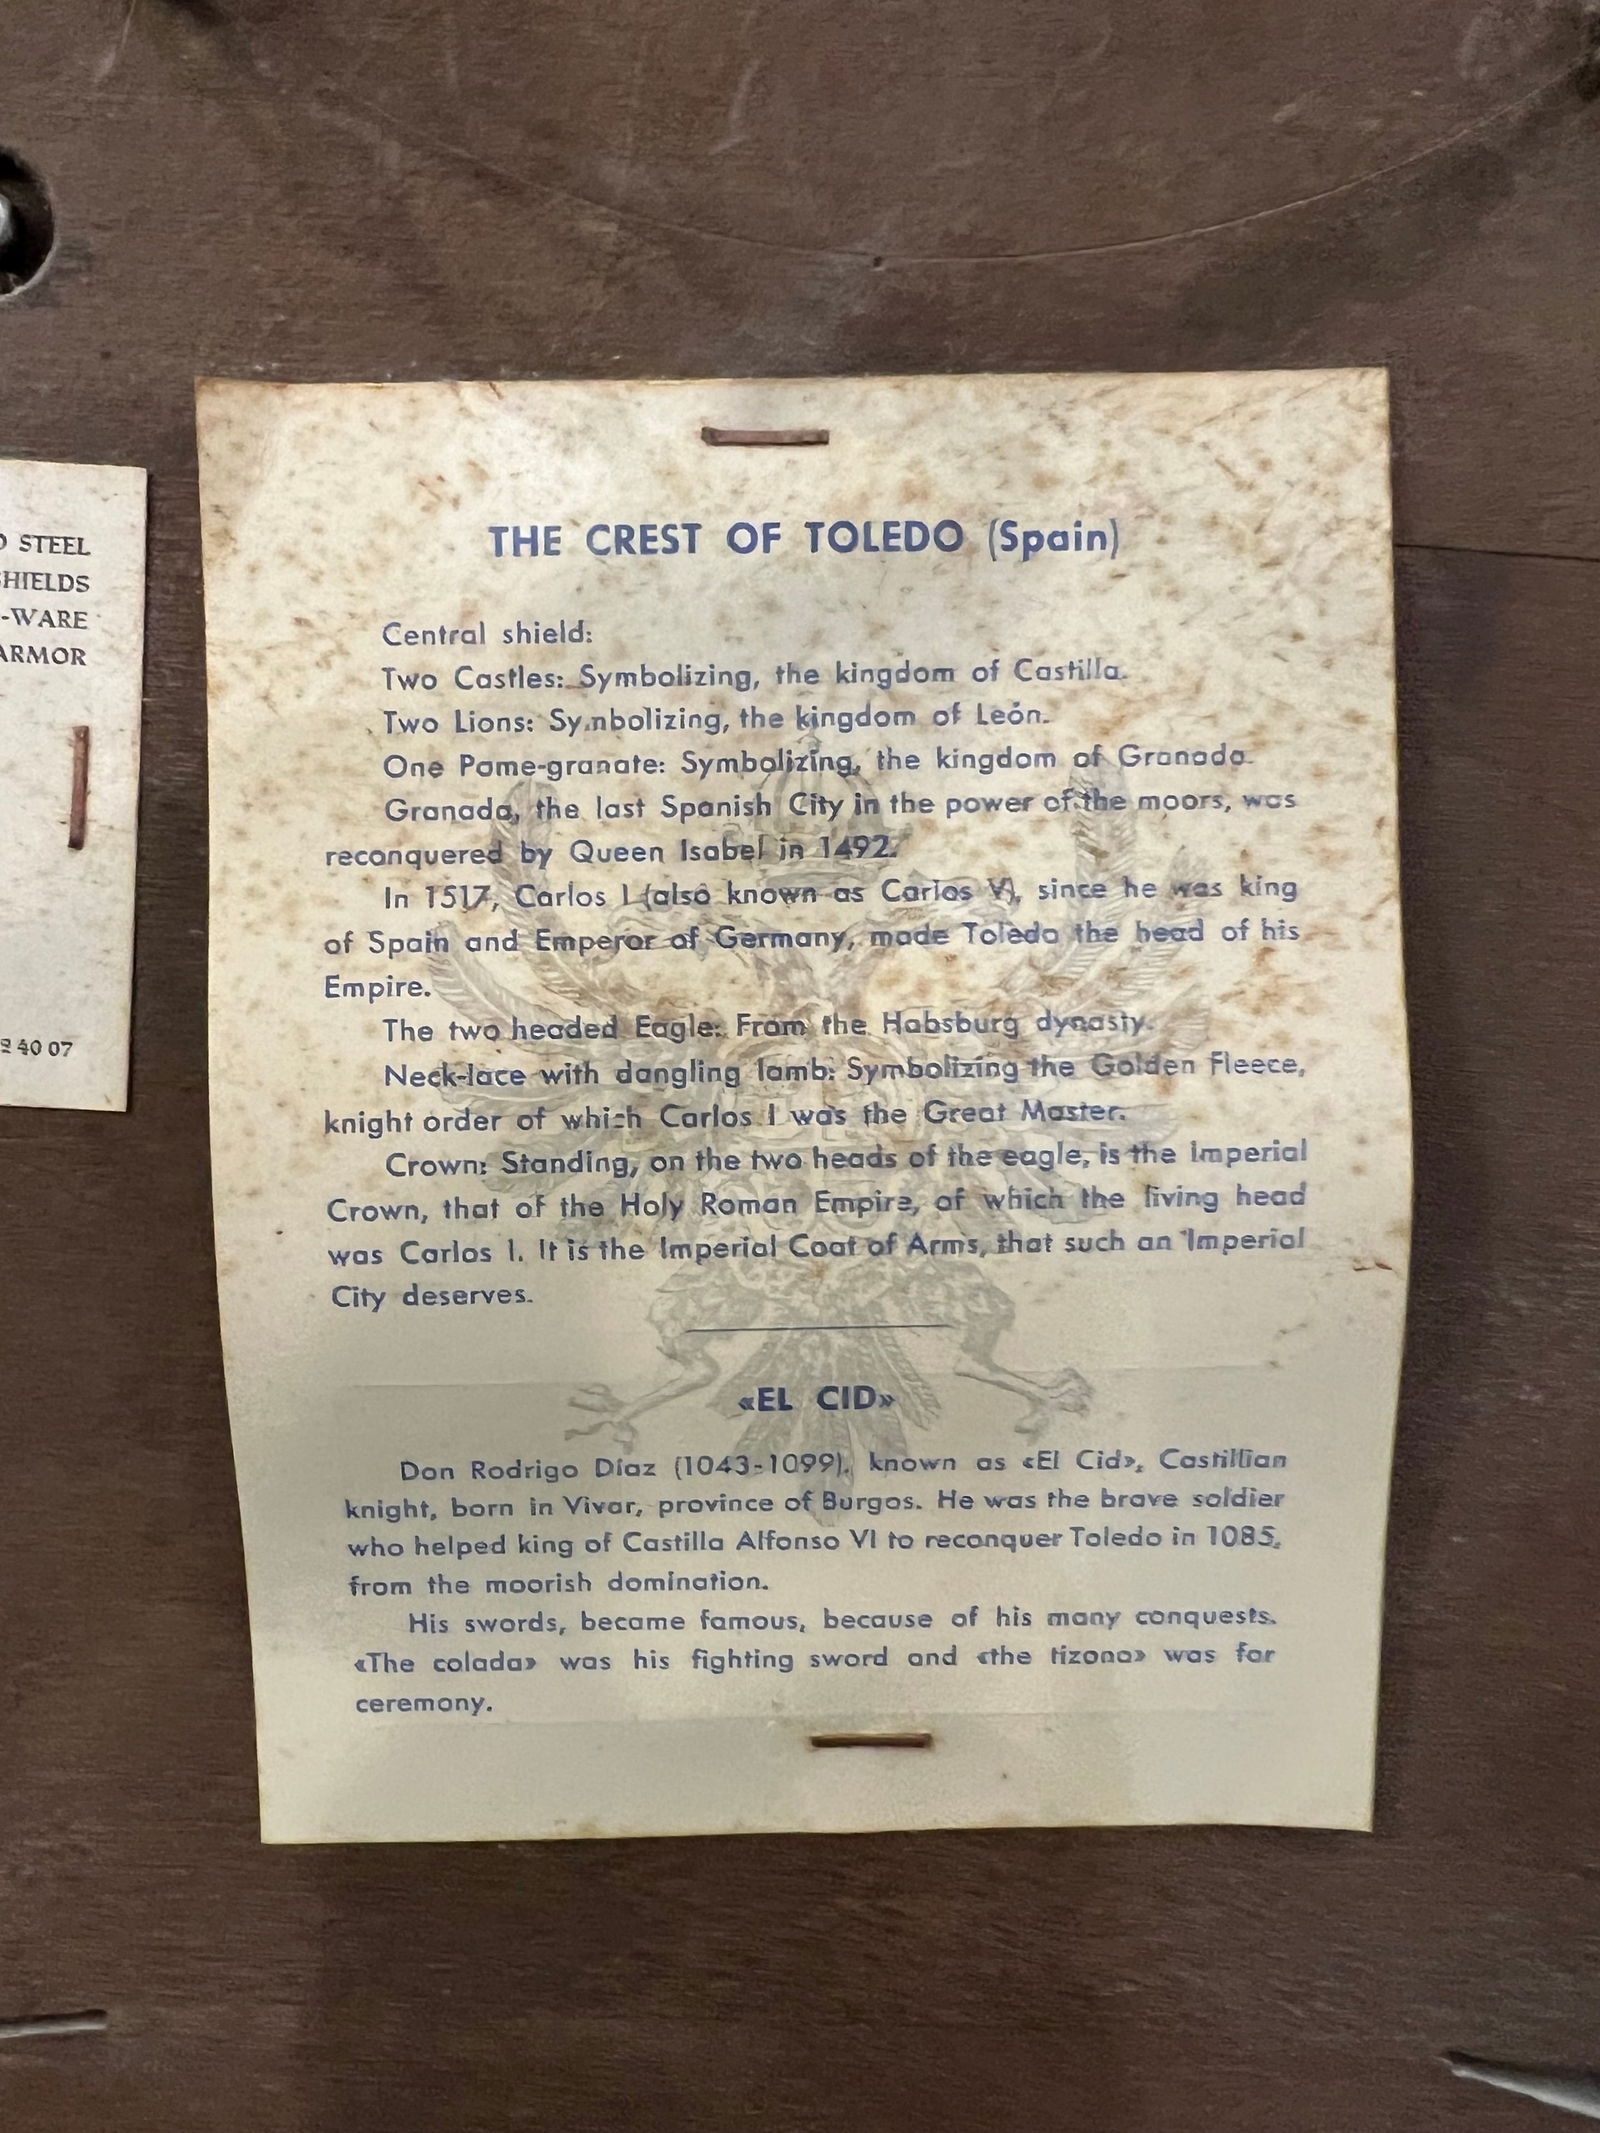 THE CREST OF TOLEDO (Spain)
Central shield:
Two Castles: Symbolizing, the kingdom of Castilla.
Two Lions: Symbolizing, the kingdom of León.
One Pome-granate: Symbolizing, the kingdom of Granada.
Granada, the last Spanish City in the power of the moors, was
reconquered by Queen Isabel in 1492.
In 1517, Carlos I (also known as Carlos V), since he was king
of Spain and Emperor of Germany, made Toledo the head of his
Empire.
The two headed Eagle: From the Habsburg dynasty.
Neck-lace with dangling lamb: Symbolizing the Golden Fleece,
knight order of which Carlos I was the Great Master.
Crown: Standing, on the two heads of the eagle, is the Imperial
Crown, that of the Holy Roman Empire, of which the living head
was Carlos I. It is the Imperial Coat of Arms, that such an Imperial
City deserves.
«EL CID»
Don Rodrigo Díaz (1043-1099), known as «El Cid», Castillian
knight, born in Vivar, province of Burgos. He was the brave soldier
who helped king of Castilla Alfonso VI to reconquer Toledo in 1085,
from the moorish domination.
His swords, became famous, because of his many conquests.
«The colada» was his fighting sword and «the tizona» was for
ceremony.
STEEL
SHIELDS
-WARE
ARMOR
40 07